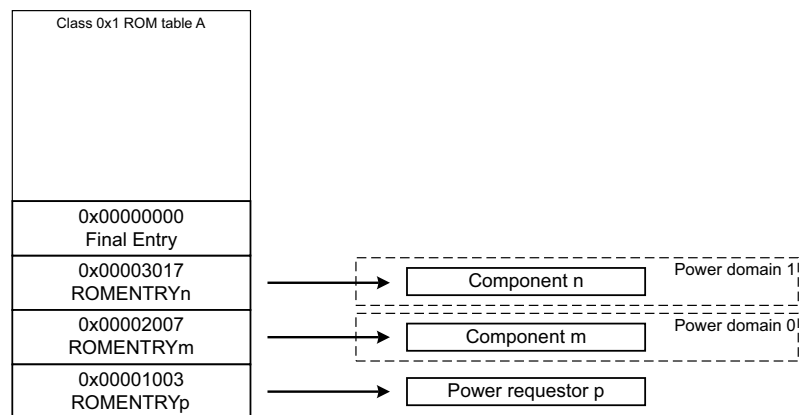 Class 0x1 ROM table A
0x00000000
Final Entry
0x00003017
ROMENTRYn
Component n
Power domain 1
0x00002007
ROMENTRYm
Component m
Power domain 0
0x00001003
ROMENTRYp
Power requestor p